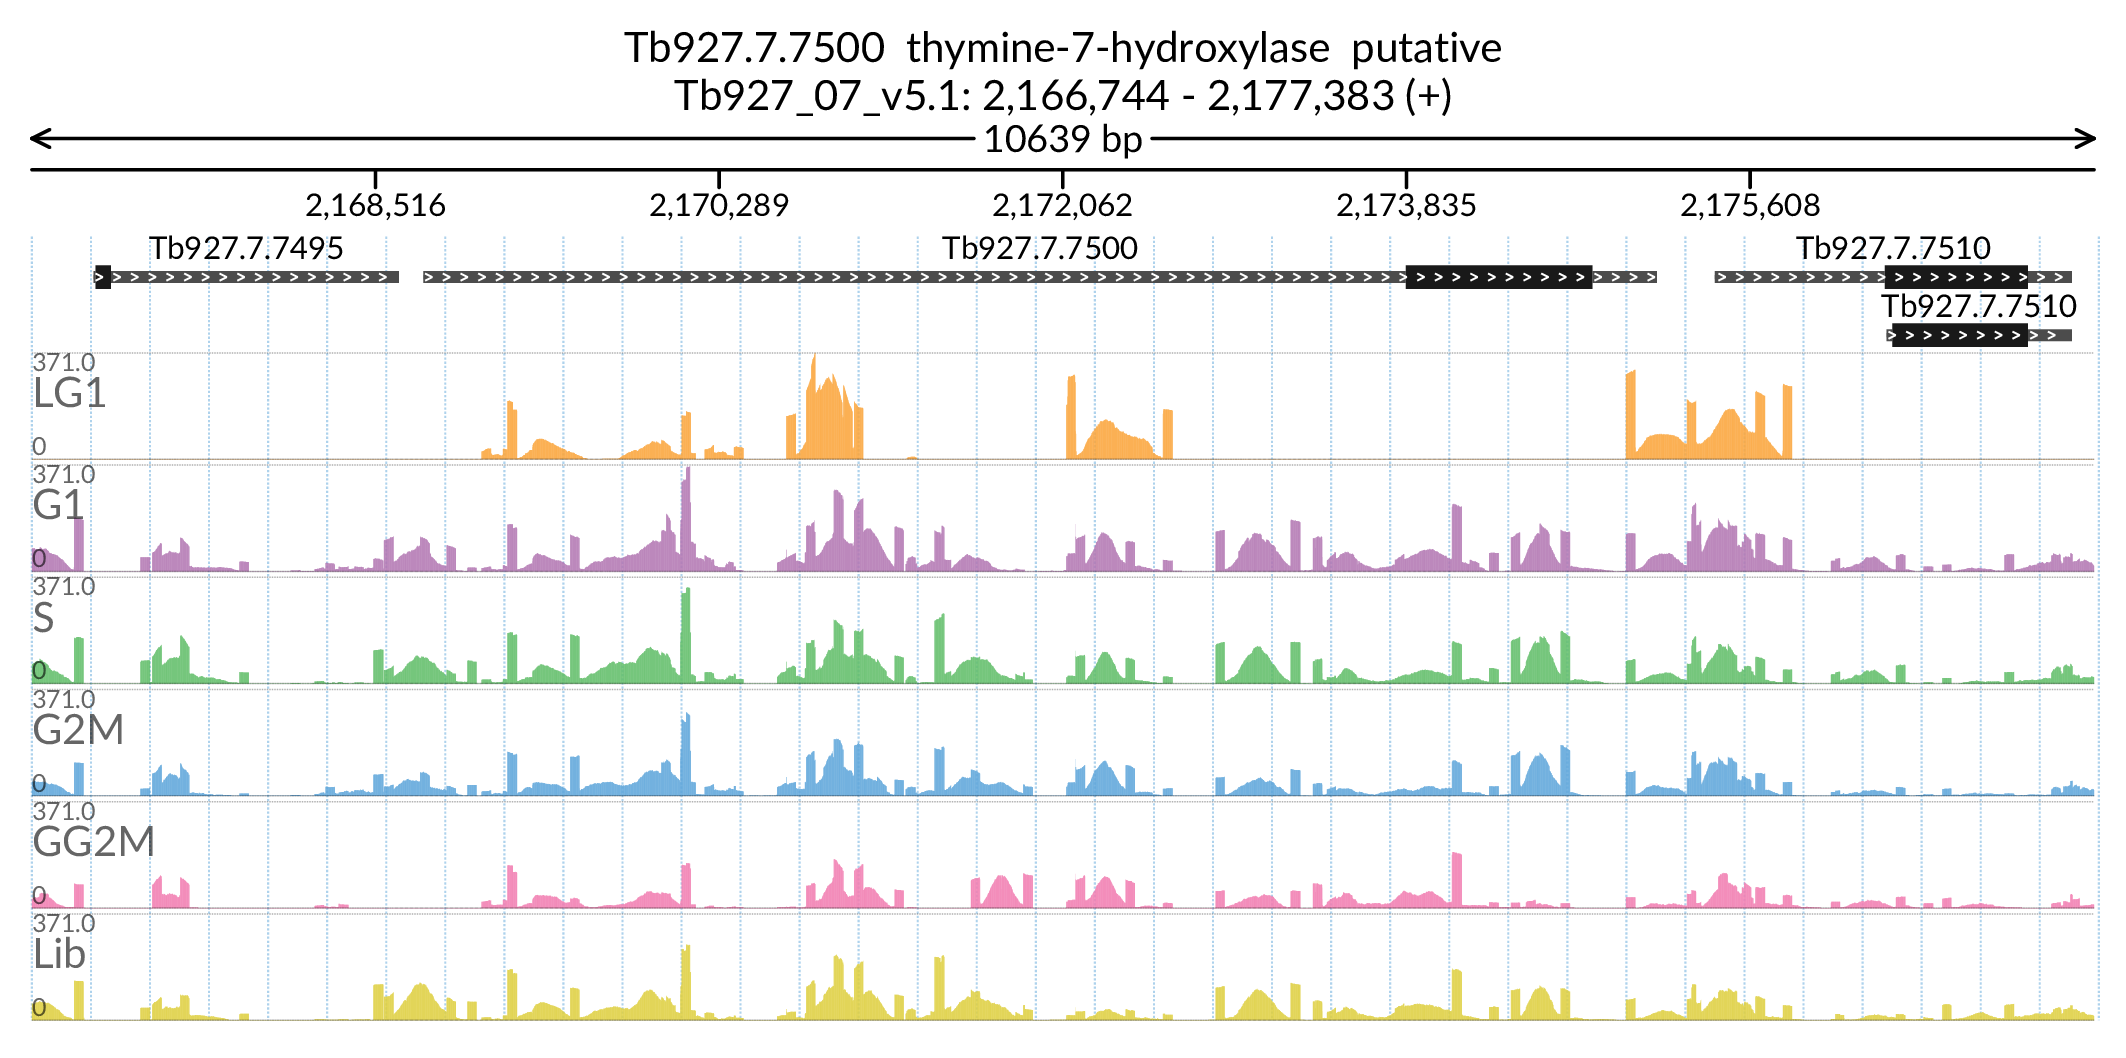 Tb927.7.7500 thymine-7-hydroxylase putative
Tb927_07_v5.1: 2,166,744 - 2,177,383 (+)
10639 bp
2,168,516 2,170,289 2,172,062 2,173,835 2,175,608
Tb927.7.7495 Tb927.7.7500 Tb927.7.7510
Tb927.7.7510
371.0
LG1
0
371.0
G1
0
371.0
S
0
371.0
G2M
0
371.0
GG2M
0
371.0
Lib
0